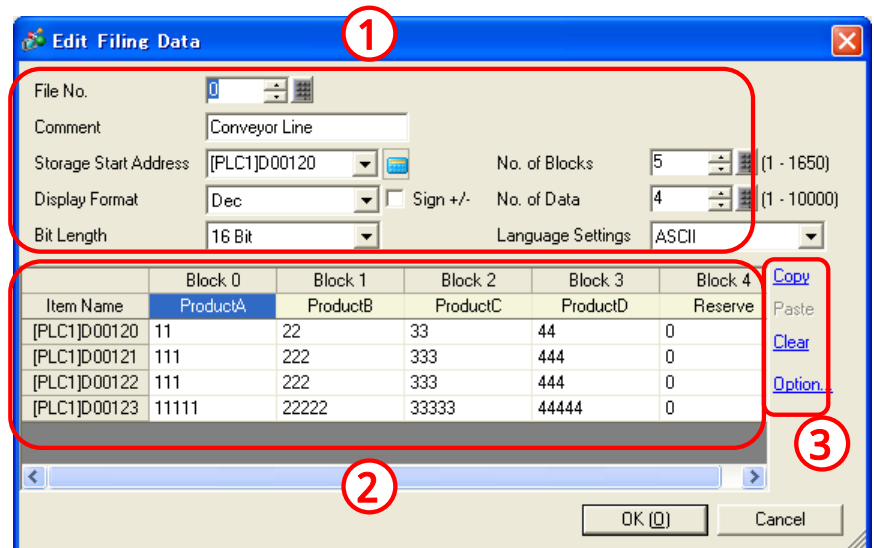 Edit Filing Data
1
File No. 0
Comment Conveyor Line
Storage Start Address [PLC1]D00120 No. of Blocks 5 (1 - 1650)
Display Format Dec Sign +/- No. of Data 4 (1 - 10000)
Bit Length 16 Bit Language Settings ASCII
Block 0 Block 1 Block 2 Block 3 Block 4 Copy
Item Name ProductA ProductB ProductC ProductD Reserve Paste
[PLC1]D00120 11 22 33 44 0
[PLC1]D00121 111 222 333 444 0 Clear
[PLC1]D00122 111 222 333 444 0 Option...
[PLC1]D00123 11111 22222 33333 44444 0
3
2
OK (O) Cancel